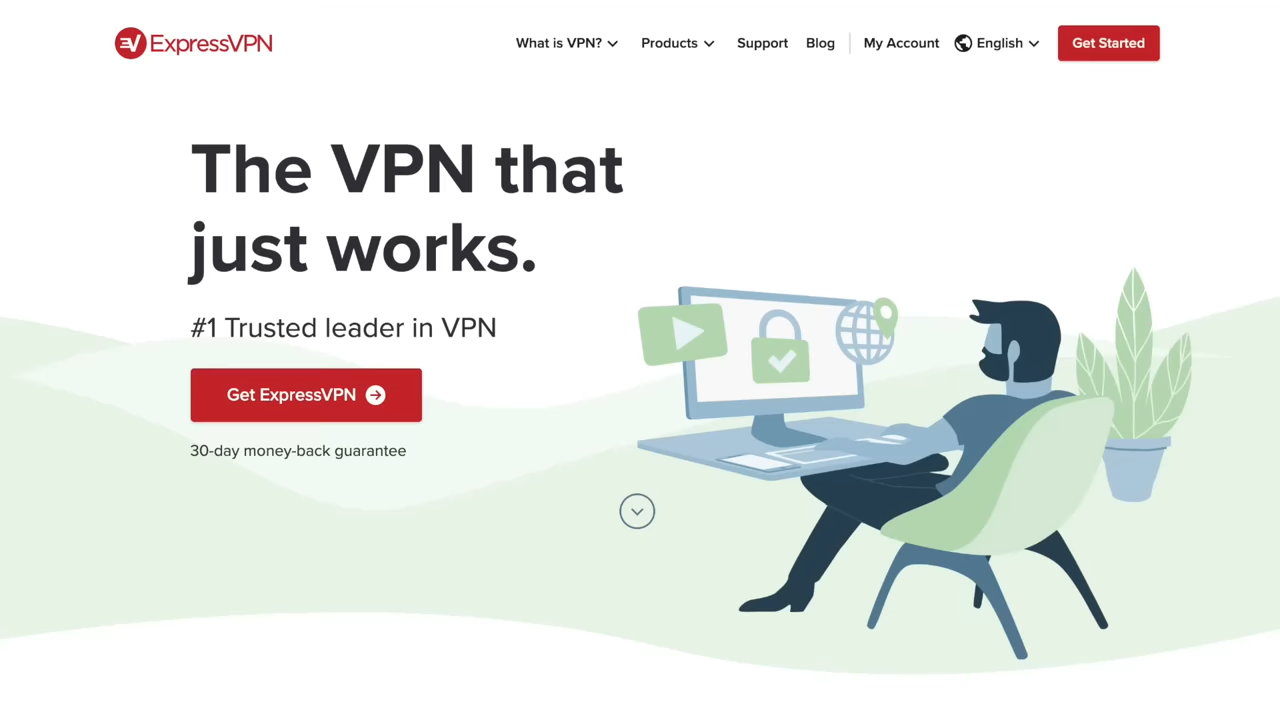 ExpressVPN
What is VPN?
Products
Support
Blog
My Account
English
Get Started
The VPN that
just works.
#1 Trusted leader in VPN
Get ExpressVPN
30-day money-back guarantee